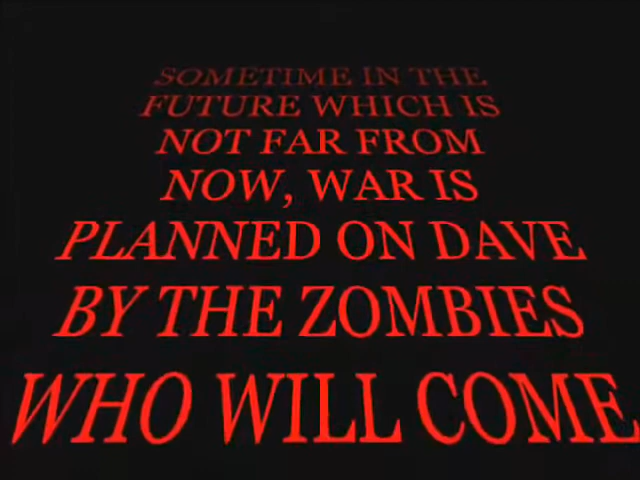 SOMETIME IN THE
FUTURE WHICH IS
NOT FAR FROM
NOW, WAR IS
PLANNED ON DAVE
BY THE ZOMBIES
WHO WILL COME